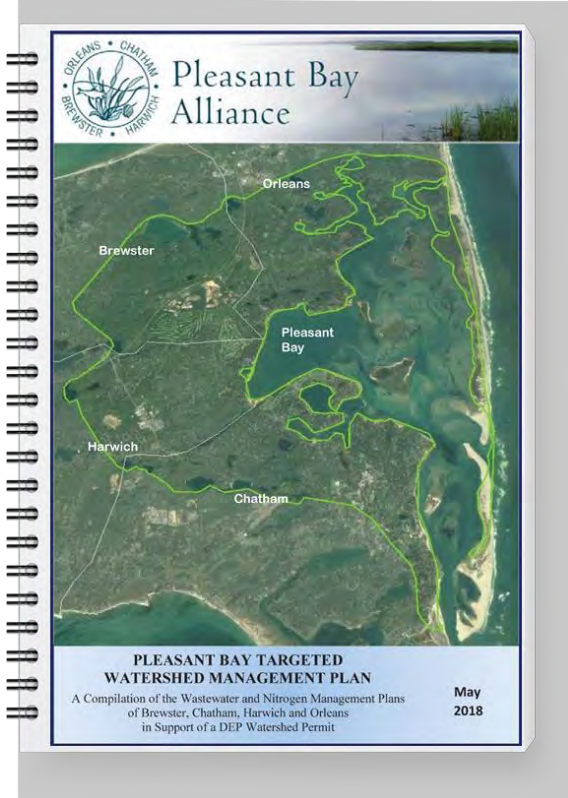 ORLEANS • CHATHAM • HARWICH • BREWSTER •
Pleasant Bay
Alliance
Orleans
Brewster
Pleasant
Bay
Harwich
Chatham
PLEASANT BAY TARGETED
WATERSHED MANAGEMENT PLAN
A Compilation of the Wastewater and Nitrogen Management Plans
of Brewster, Chatham, Harwich and Orleans
in Support of a DEP Watershed Permit
May
2018